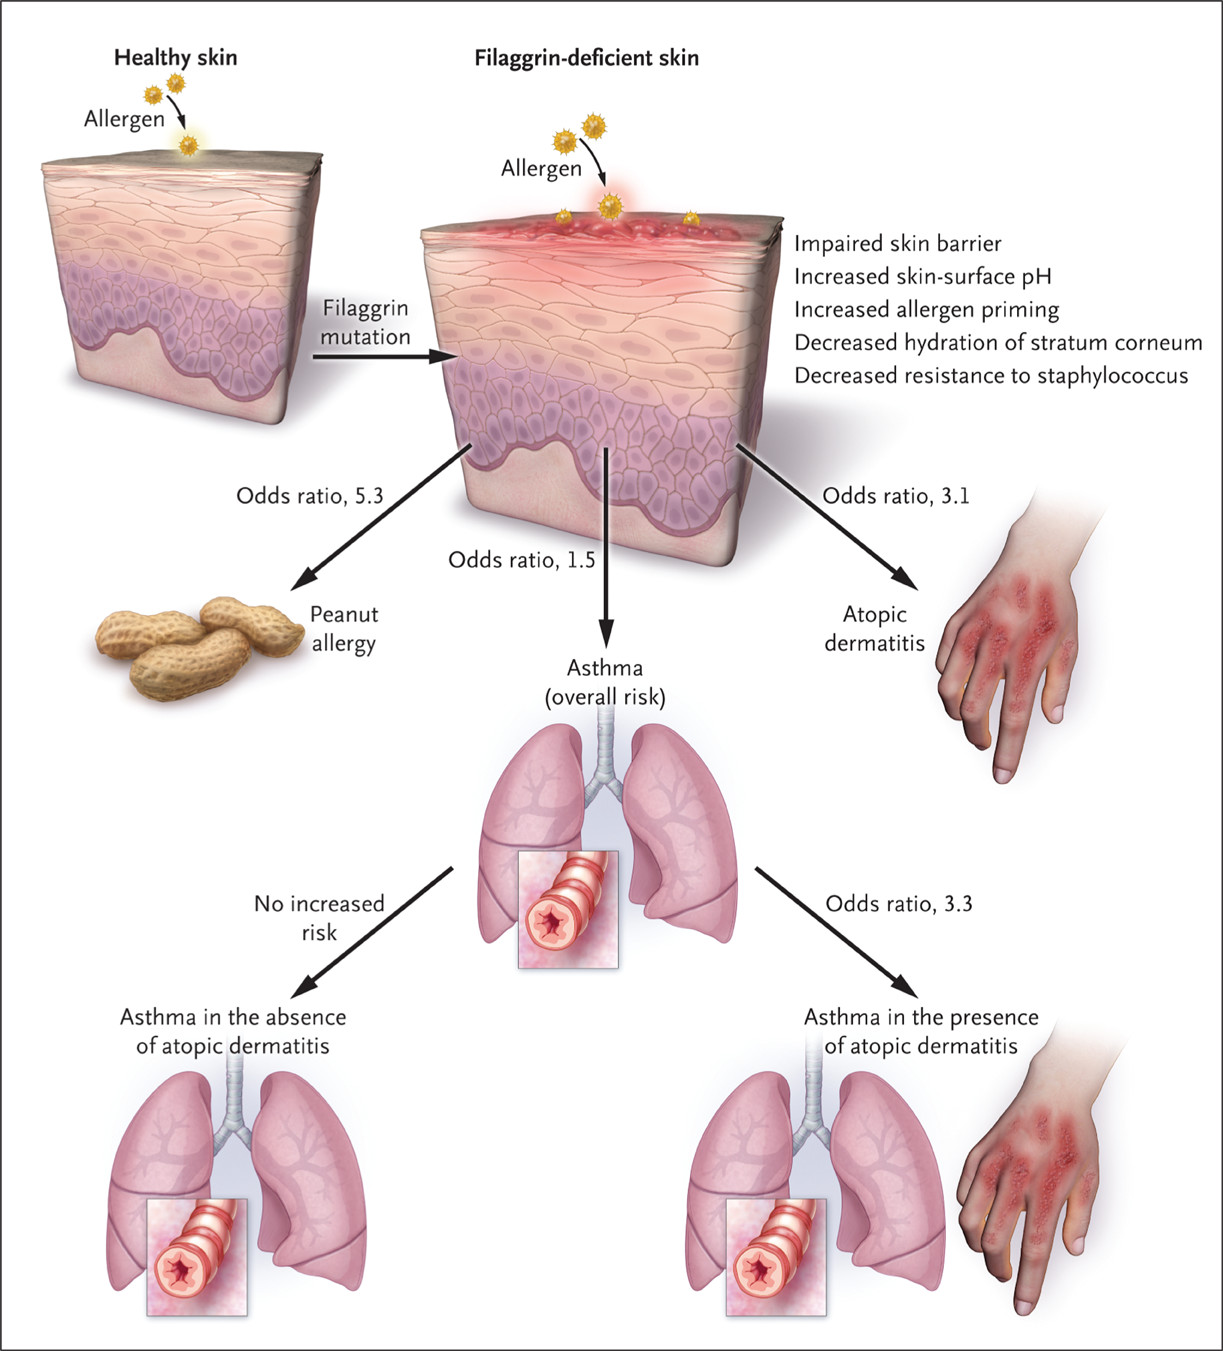 Healthy skin
Allergen
Filaggrin-deficient skin
Allergen
Filaggrin
mutation
Impaired skin barrier
Increased skin-surface pH
Increased allergen priming
Decreased hydration of stratum corneum
Decreased resistance to staphylococcus
Odds ratio, 5.3
Peanut
allergy
Odds ratio, 1.5
Asthma
(overall risk)
Odds ratio, 3.1
Atopic
dermatitis
No increased
risk
Asthma in the absence
of atopic dermatitis
Odds ratio, 3.3
Asthma in the presence
of atopic dermatitis